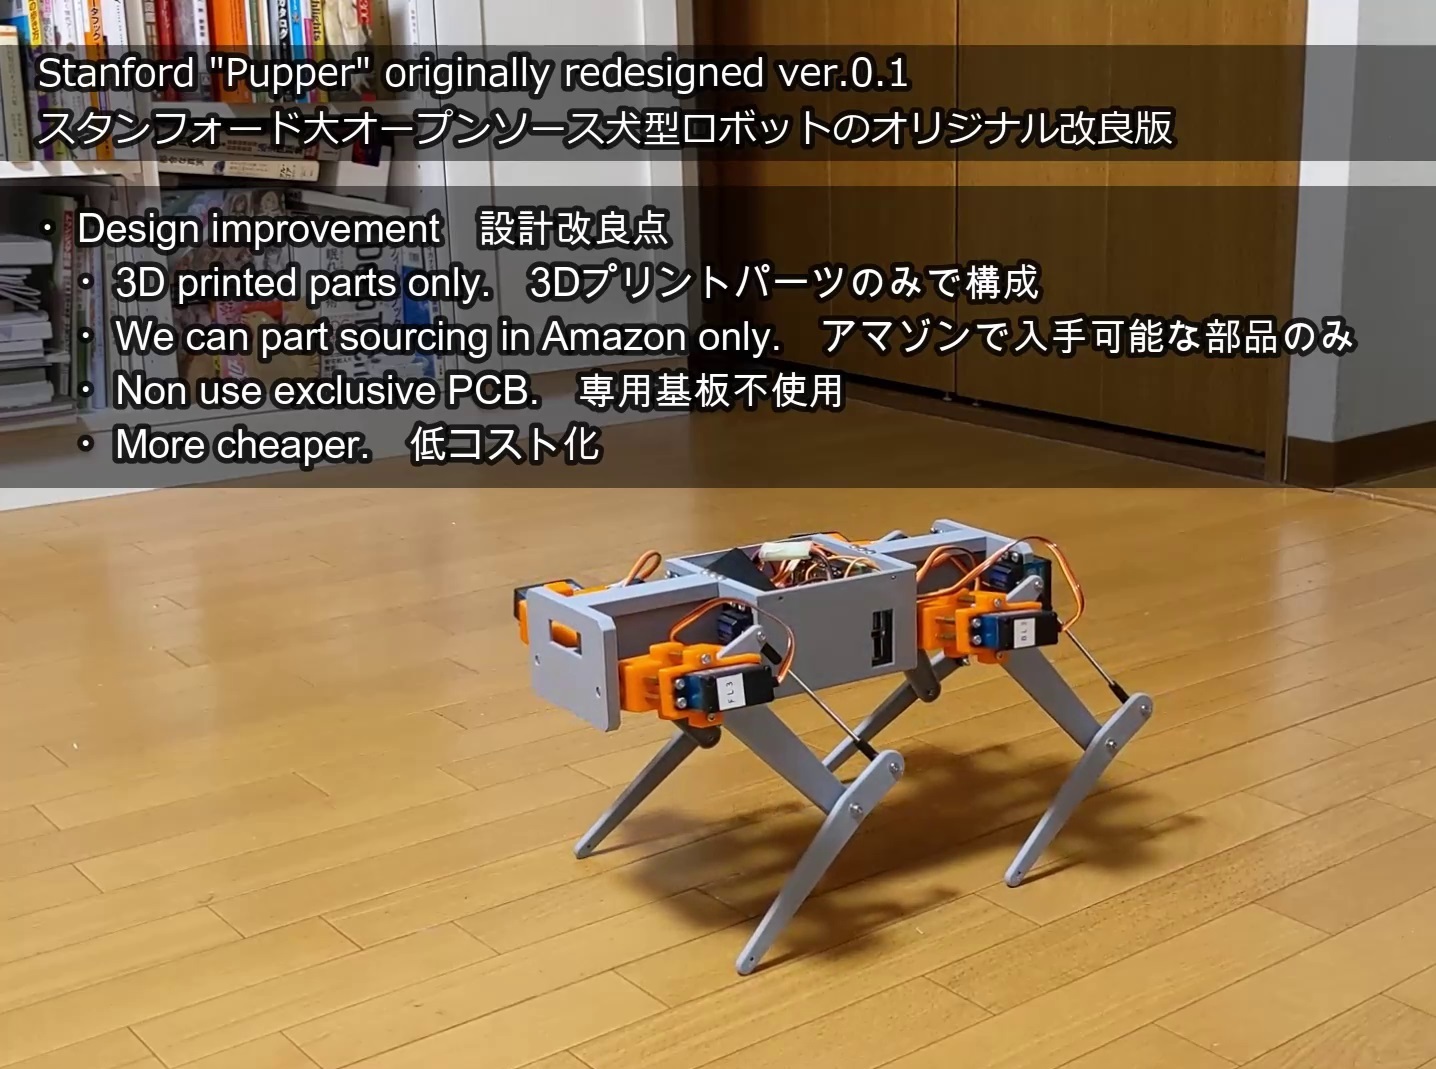 Stanford "Pupper" originally redesigned ver.0.1
スタンフォード大オープンソース犬型ロボットのオリジナル改良版
・ Design improvement　設計改良点
・ 3D printed parts only.　3Dプリントパーツのみで構成
・ We can part sourcing in Amazon only.　アマゾンで入手可能な部品のみ
・ Non use exclusive PCB.　専用基板不使用
・ More cheaper.　低コスト化
FL3